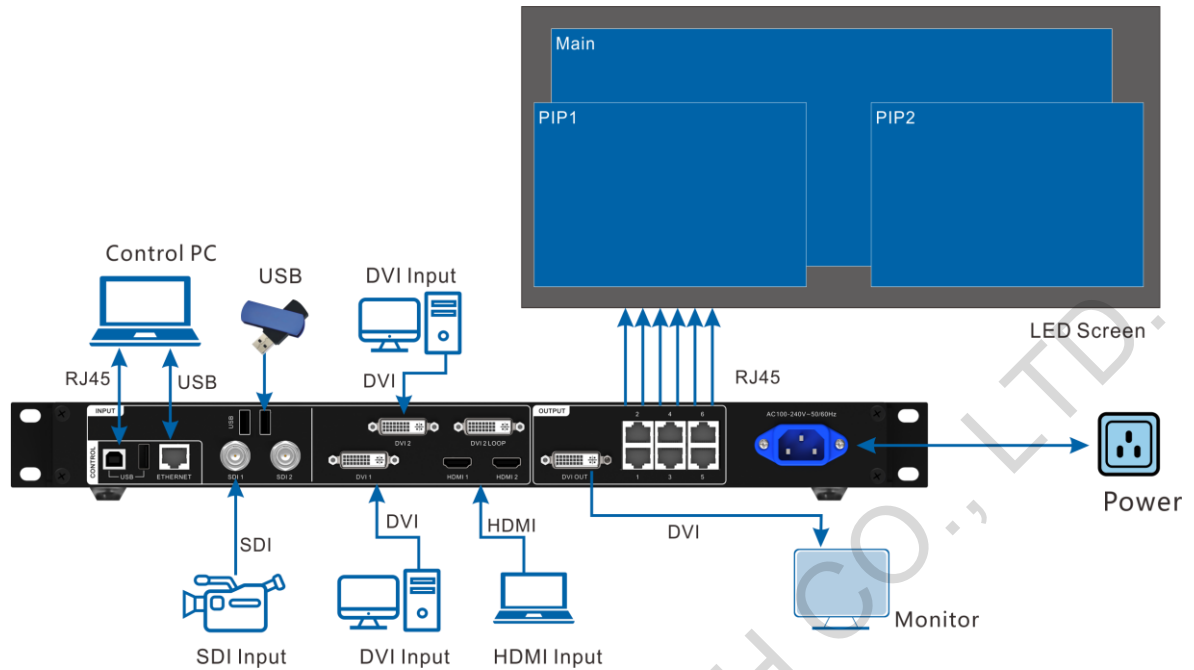 Main
PIP1
PIP2
LED Screen
Control PC
USB
DVI Input
RJ45
USB
DVI
RJ45
INPUT
OUTPUT
CONTROL
USB
2
4
6
AC100-240V~50/60Hz
DVI 2
DVI 2 LOOP
USB
ETHERNET
SDI 1
SDI 2
DVI 1
HDMI 1
HDMI 2
DVI OUT
1
3
5
Power
SDI
DVI
HDMI
DVI
Monitor
SDI Input
DVI Input
HDMI Input
H CO., LTD.